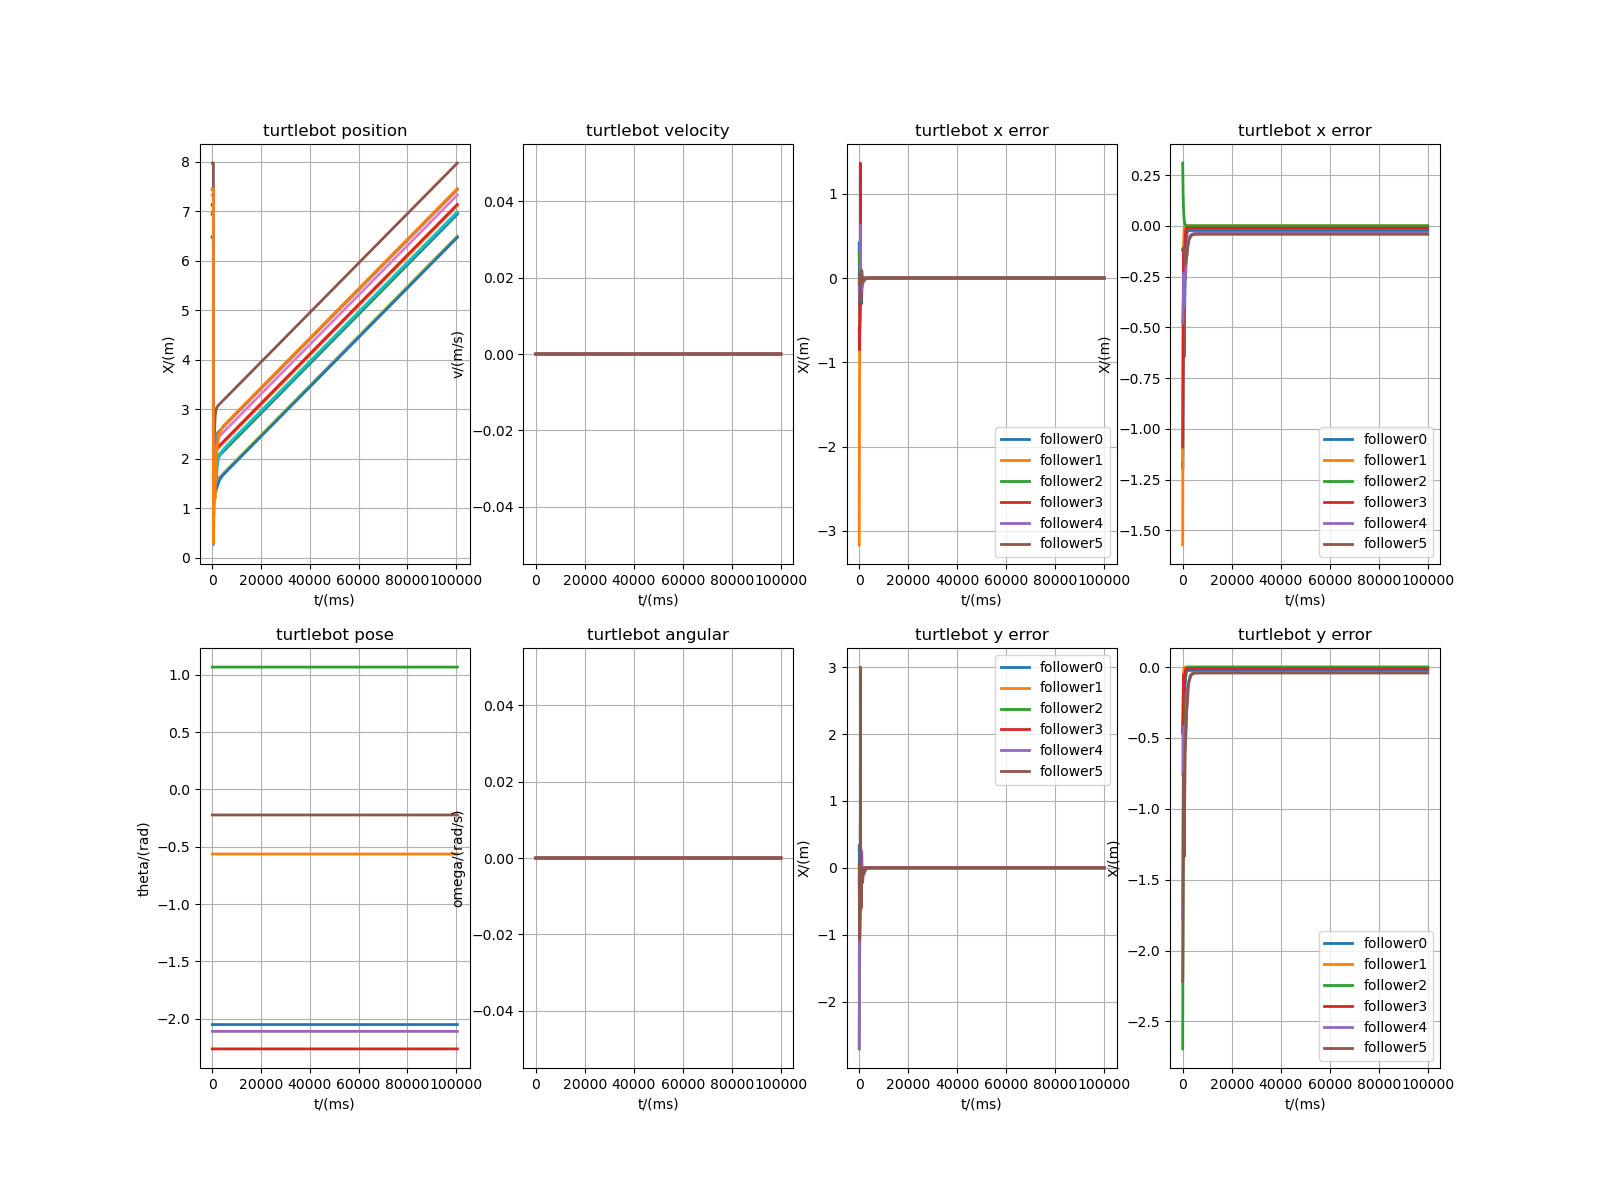 turtlebot position
8
7
6
5
4
3
2
1
0
X/(m)
0 20000 40000 60000 80000 100000
t/(ms)
turtlebot velocity
0.04
0.02
0.00
−0.02
−0.04
v/(m/s)
0 20000 40000 60000 80000 100000
t/(ms)
turtlebot x error
1
0
−1
−2
−3
X/(m)
follower0
follower1
follower2
follower3
follower4
follower5
0 20000 40000 60000 80000 100000
t/(ms)
turtlebot x error
0.25
0.00
−0.25
−0.50
−0.75
−1.00
−1.25
−1.50
X/(m)
follower0
follower1
follower2
follower3
follower4
follower5
0 20000 40000 60000 80000 100000
t/(ms)
turtlebot pose
1.0
0.5
0.0
−0.5
−1.0
−1.5
−2.0
theta/(rad)
0 20000 40000 60000 80000 100000
t/(ms)
turtlebot angular
0.04
0.02
0.00
−0.02
−0.04
omega/(rad/s)
0 20000 40000 60000 80000 100000
t/(ms)
turtlebot y error
3
2
1
0
−1
−2
X/(m)
follower0
follower1
follower2
follower3
follower4
follower5
0 20000 40000 60000 80000 100000
t/(ms)
turtlebot y error
0.0
−0.5
−1.0
−1.5
−2.0
−2.5
X/(m)
follower0
follower1
follower2
follower3
follower4
follower5
0 20000 40000 60000 80000 100000
t/(ms)